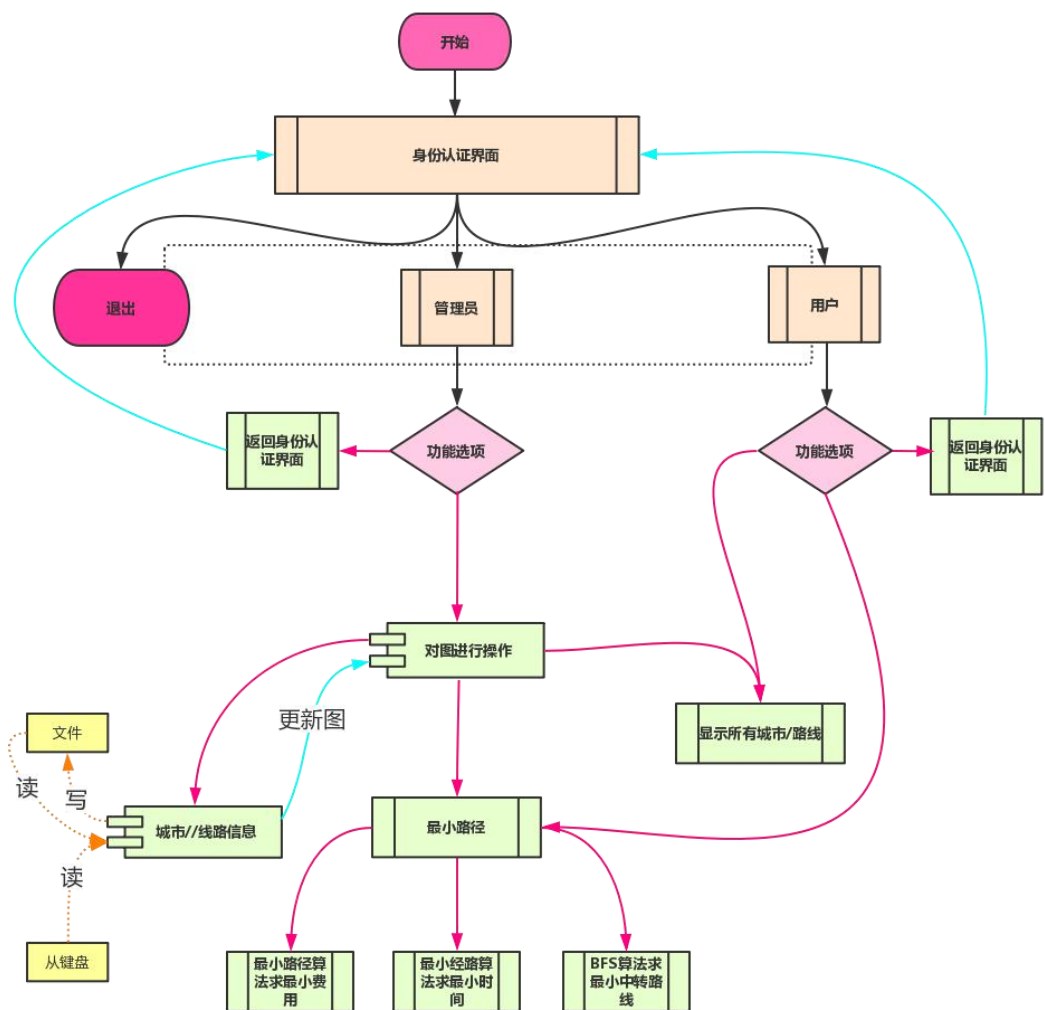 开始
身份认证界面
退出
管理员
用户
返回身份认
证界面
功能选项
功能选项
返回身份认
证界面
对图进行操作
更新图
显示所有城市/路线
文件
读
写
城市//线路信息
最小路径
读
从键盘
最小路径算
法求最小费
用
最小经路算
法求最小时
间
BFS算法求
最小中转路
线